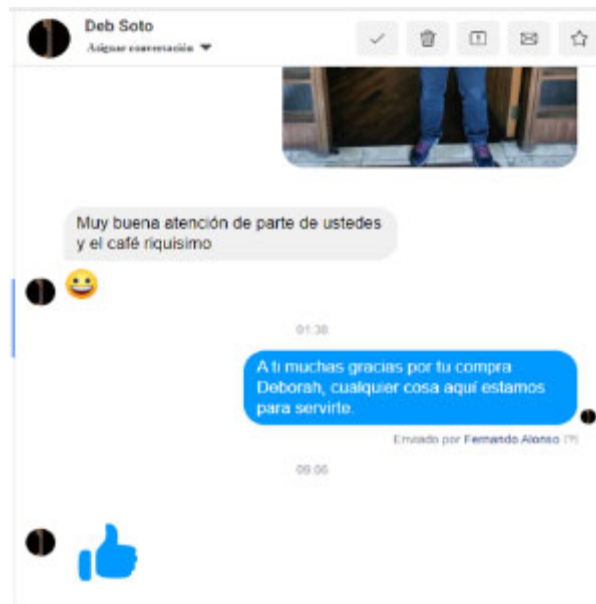 Deb Soto
Asignar conversación
Muy buena atención de parte de ustedes
y el café riquisimo
01:38
A ti muchas gracias por tu compra
Deborah, cualquier cosa aquí estamos
para servirte.
Enviado por Fernando Alonso [?]
09:06